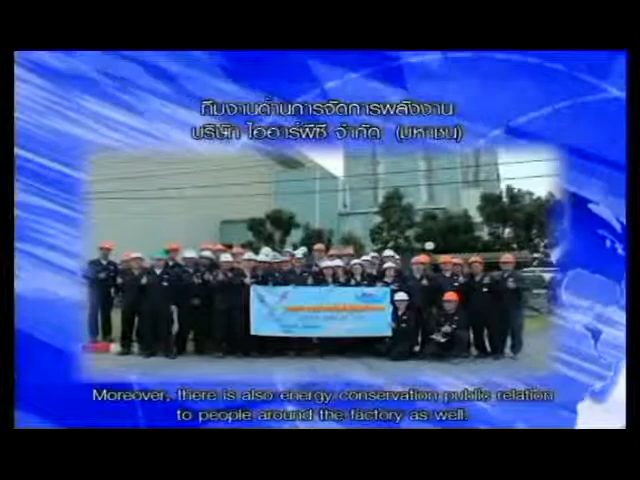 ทีมงานด้านการจัดการพลังงาน
บริษัท ไออาร์พีซี จำกัด (มหาชน)
Moreover, there is also energy conservation public relation
to people around the factory as well.